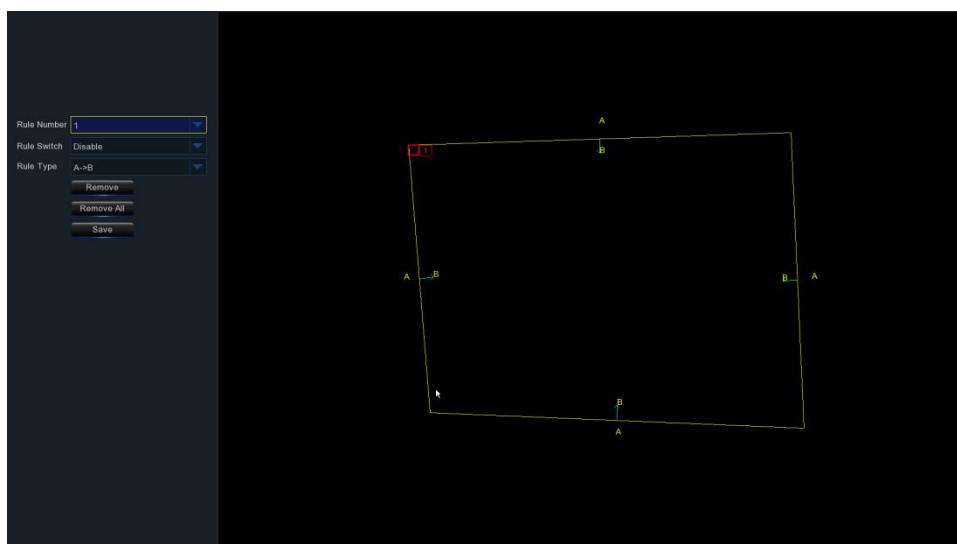 Rule Number 1
Rule Switch Disable
Rule Type A->B
Remove
Remove All
Save
A
B
1
A B
B A
B
A